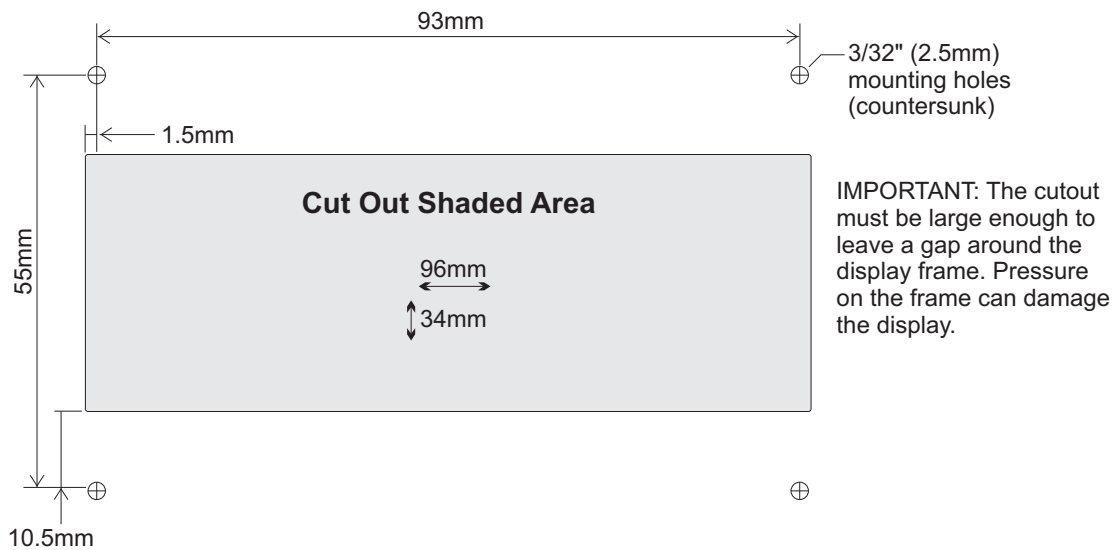 93mm
3/32" (2.5mm)
mounting holes
(countersunk)
1.5mm
Cut Out Shaded Area
IMPORTANT: The cutout
must be large enough to
leave a gap around the
display frame. Pressure
on the frame can damage
the display.
55mm
96mm
34mm
10.5mm